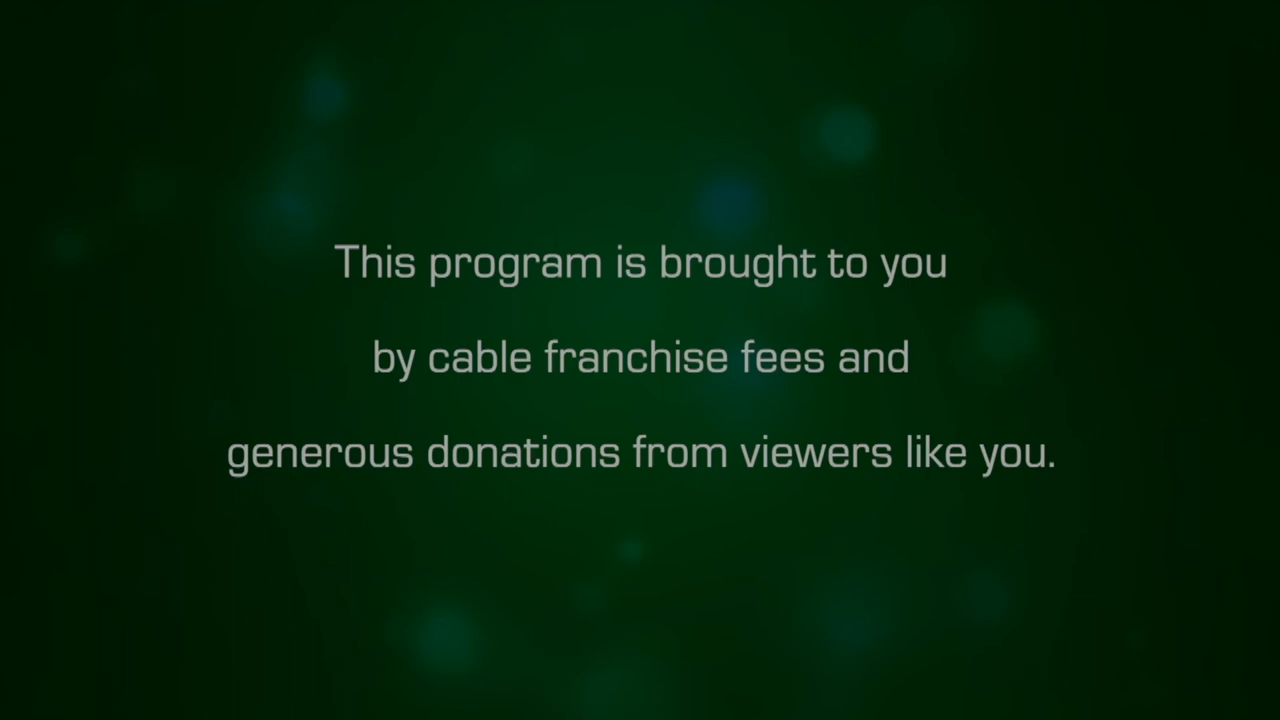 This program is brought to you
by cable franchise fees and
generous donations from viewers like you.